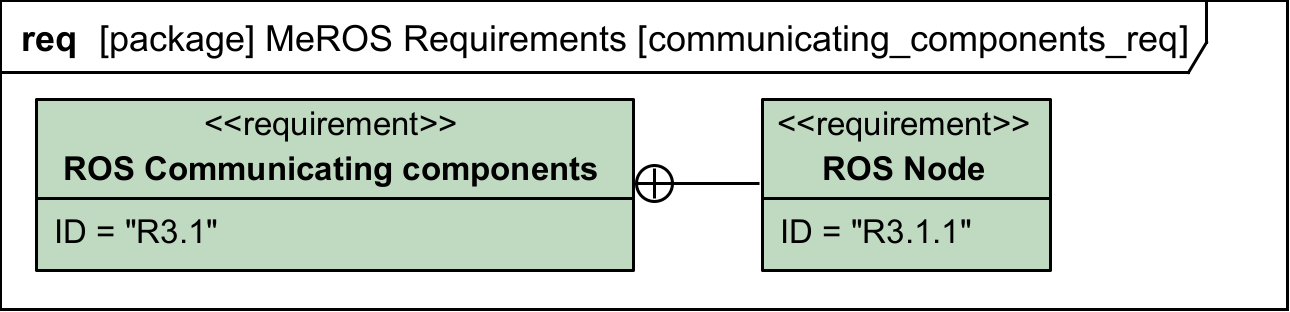 req [package] MeROS Requirements [communicating_components_req]
<<requirement>>
ROS Communicating components
ID = "R3.1"
<<requirement>>
ROS Node
ID = "R3.1.1"